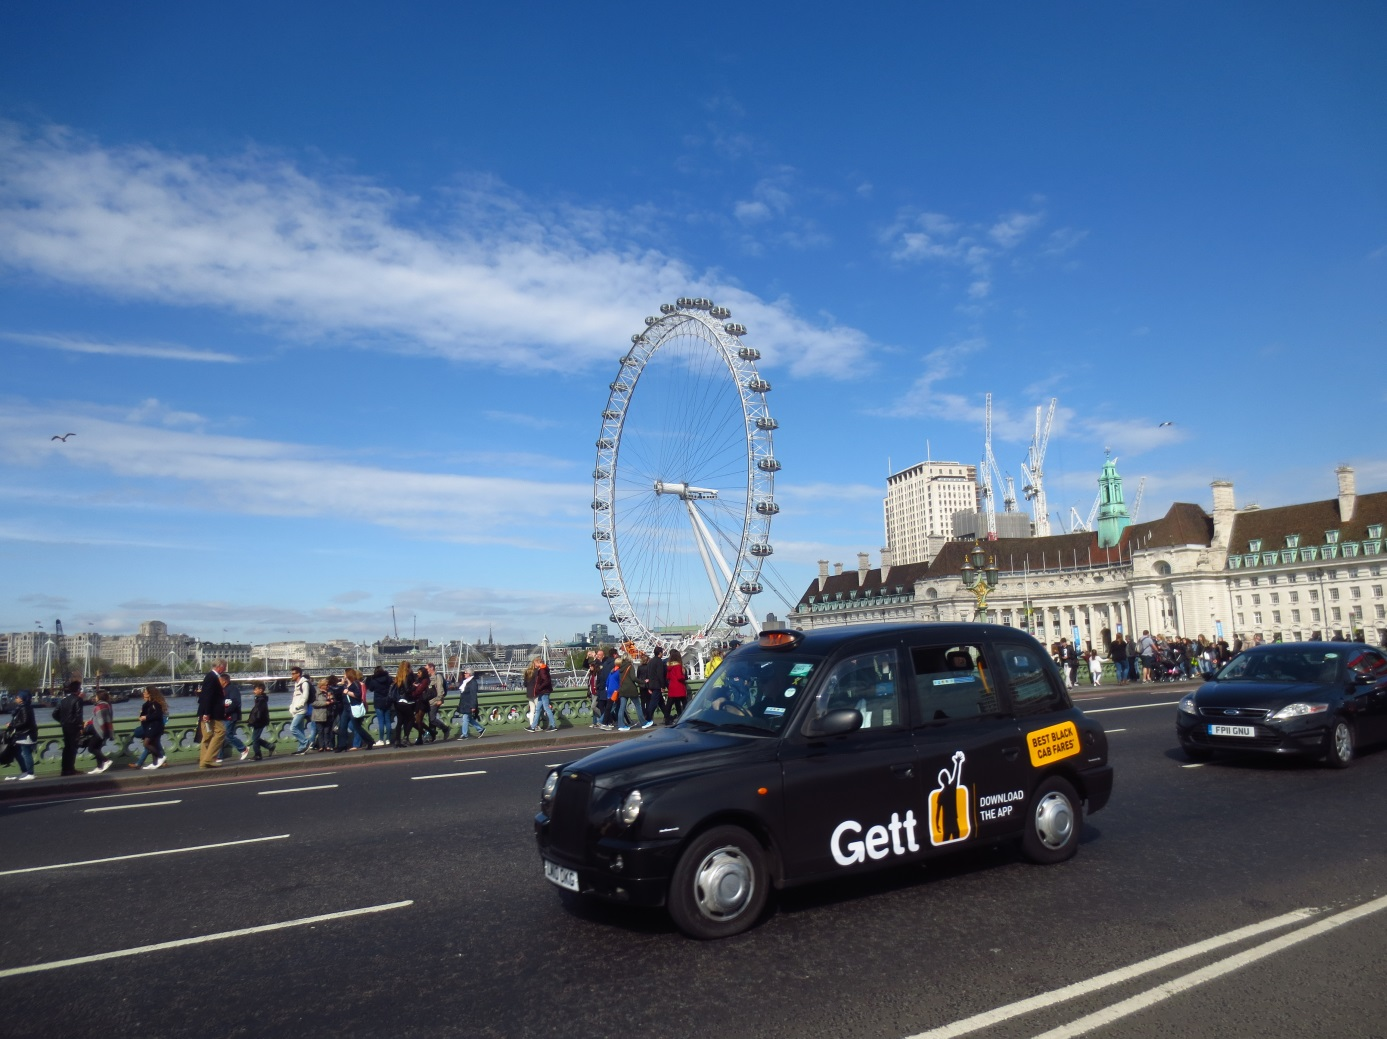 BEST BLACK
CAB FARES*
Gett
DOWNLOAD
THE APP
FP11 GNU